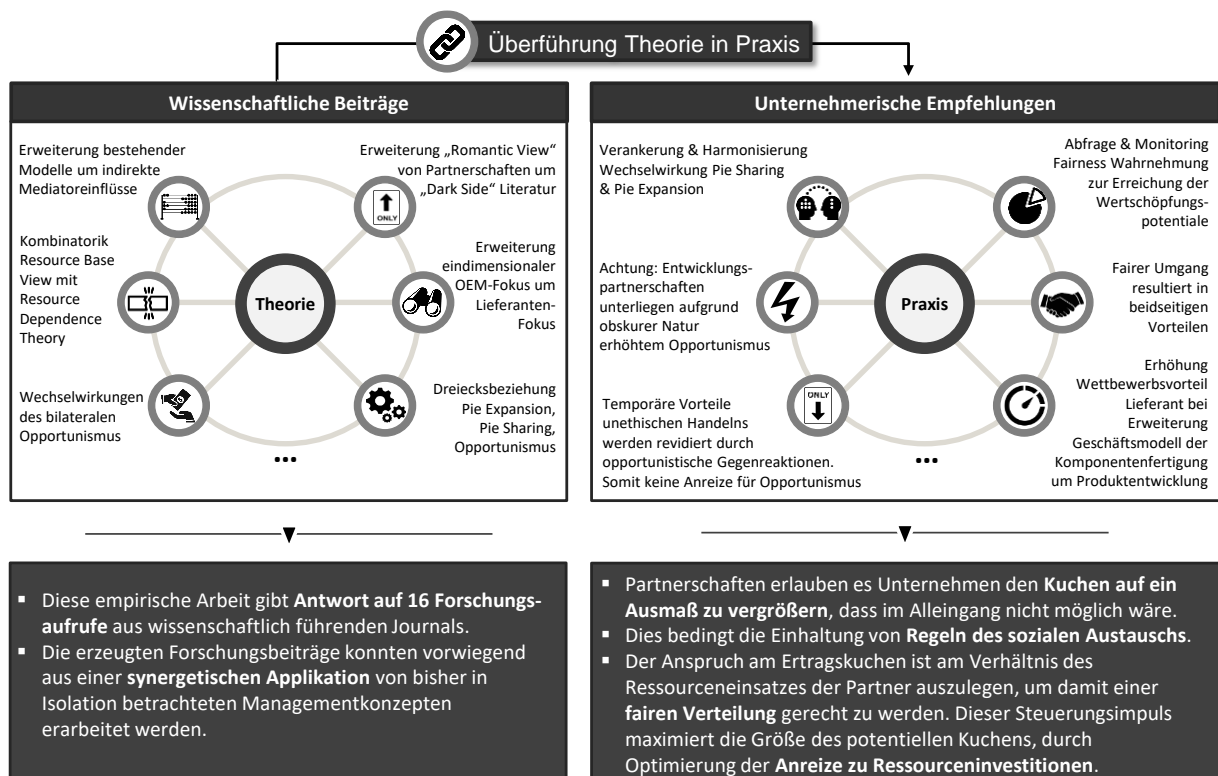 Überführung Theorie in Praxis
Wissenschaftliche Beiträge
Erweiterung bestehender
Modelle um indirekte
Mediatoreinflüsse
Erweiterung „Romantic View"
von Partnerschaften um
„Dark Side" Literatur
ONLY
Kombinatorik
Resource Base
View mit
Resource
Dependence
Theory
Theorie
Erweiterung
eindimensionaler
OEM-Fokus um
Lieferanten-
Fokus
Wechselwirkungen
des bilateralen
Opportunismus
Dreiecksbeziehung
Pie Expansion,
Pie Sharing,
Opportunismus
...
Unternehmerische Empfehlungen
Verankerung & Harmonisierung
Wechselwirkung Pie Sharing
& Pie Expansion
Abfrage & Monitoring
Fairness Wahrnehmung
zur Erreichung der
Wertschöpfungs-
potentiale
Achtung: Entwicklungs-
partnerschaften
unterliegen aufgrund
obskurer Natur
erhöhtem Opportunismus
Praxis
Fairer Umgang
resultiert in
beidseitigen
Vorteilen
Temporäre Vorteile
unethischen Handelns
werden revidiert durch
opportunistische Gegenreaktionen.
Somit keine Anreize für Opportunismus
ONLY
Erhöhung
Wettbewerbsvorteil
Lieferant bei
Erweiterung
Geschäftsmodell der
Komponentenfertigung
um Produktentwicklung
...
▪ Diese empirische Arbeit gibt Antwort auf 16 Forschungs-
aufrufe aus wissenschaftlich führenden Journals.
▪ Die erzeugten Forschungsbeiträge konnten vorwiegend
aus einer synergetischen Applikation von bisher in
Isolation betrachteten Managementkonzepten
erarbeitet werden.
▪ Partnerschaften erlauben es Unternehmen den Kuchen auf ein
Ausmaß zu vergrößern, dass im Alleingang nicht möglich wäre.
▪ Dies bedingt die Einhaltung von Regeln des sozialen Austauschs.
▪ Der Anspruch am Ertragskuchen ist am Verhältnis des
Ressourceneinsatzes der Partner auszulegen, um damit einer
fairen Verteilung gerecht zu werden. Dieser Steuerungsimpuls
maximiert die Größe des potentiellen Kuchens, durch
Optimierung der Anreize zu Ressourceninvestitionen.